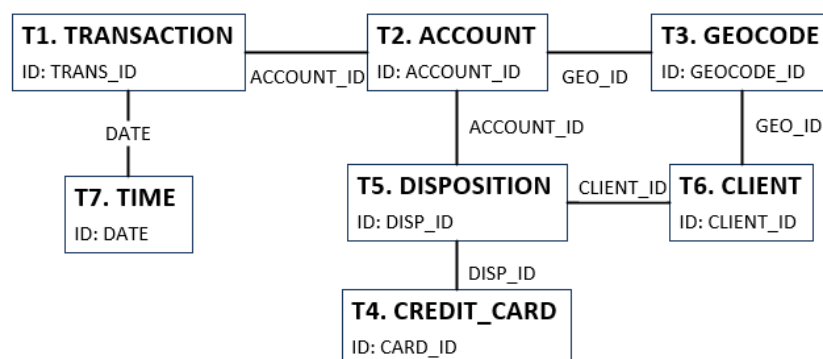 T1. TRANSACTION
ID: TRANS_ID
ACCOUNT_ID
T2. ACCOUNT
ID: ACCOUNT_ID
GEO_ID
T3. GEOCODE
ID: GEOCODE_ID
DATE
ACCOUNT_ID
GEO_ID
T7. TIME
ID: DATE
T5. DISPOSITION
ID: DISP_ID
CLIENT_ID
T6. CLIENT
ID: CLIENT_ID
DISP_ID
T4. CREDIT_CARD
ID: CARD_ID